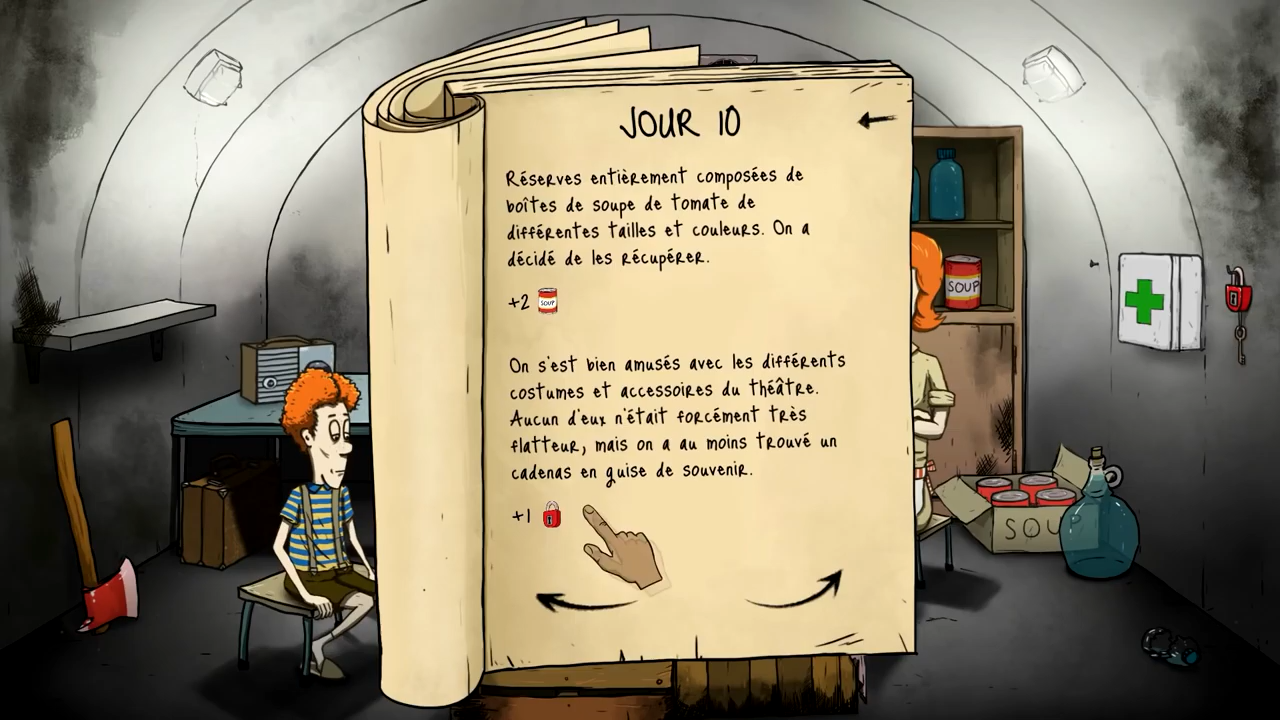 JOUR 10
Réserves entièrement composées de
boîtes de soupe de tomate de
différentes tailles et couleurs. On a
décidé de les récupérer.
+2 SOUP
On s'est bien amusés avec les différents
costumes et accessoires du théâtre.
Aucun d'eux n'était forcément très
flatteur, mais on a au moins trouvé un
cadenas en guise de souvenir.
+1
SOUP
SOUP